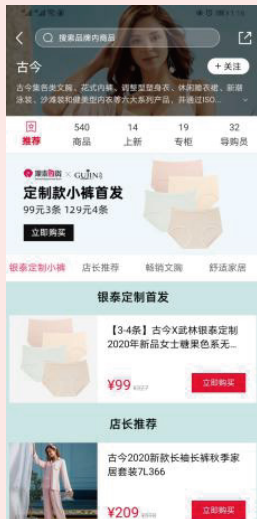 搜索品牌内商品
古今
+ 关注
古今集各类文胸、花式内裤、调整型塑身衣、休闲睡衣裙、新潮
泳装、沙滩装和健美型内衣等六大系列产品，并通过ISO...
推荐
540
商品
14
上新
19
专柜
32
导购员
GUJIN
定制款小裤首发
99元3条 129元4条
立即购买
银泰定制小裤
店长推荐
畅销文胸
舒适家居
银泰定制首发
【3-4条】古今X武林银泰定制
2020年新品女士糖果色系无...
¥99
立即购买
店长推荐
古今2020新款长袖长裤秋季家
居套装7L366
¥209
立即购买